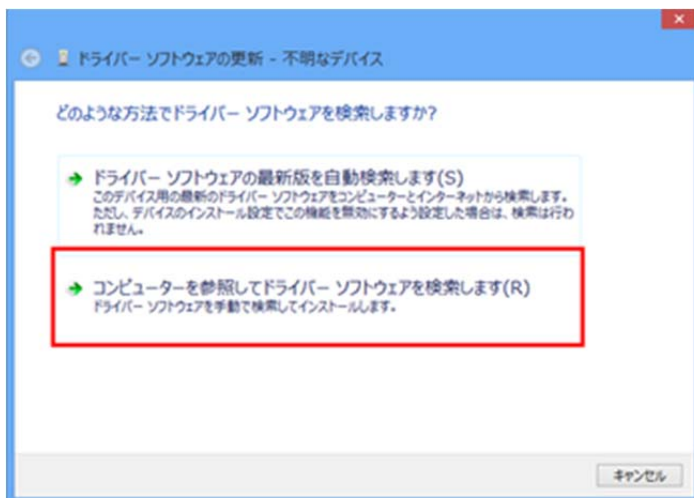 ドライバー ソフトウェアの更新 - 不明なデバイス
どのような方法でドライバー ソフトウェアを検索しますか?
ドライバー ソフトウェアの最新版を自動検索します(S)
このデバイス用の最新のドライバー ソフトウェアをコンピューターとインターネットから検索します。
ただし、デバイスのインストール設定でこの機能を無効にするよう設定した場合は、検索は行わ
れません。
コンピューターを参照してドライバー ソフトウェアを検索します(R)
ドライバー ソフトウェアを手動で検索してインストールします。
キャンセル